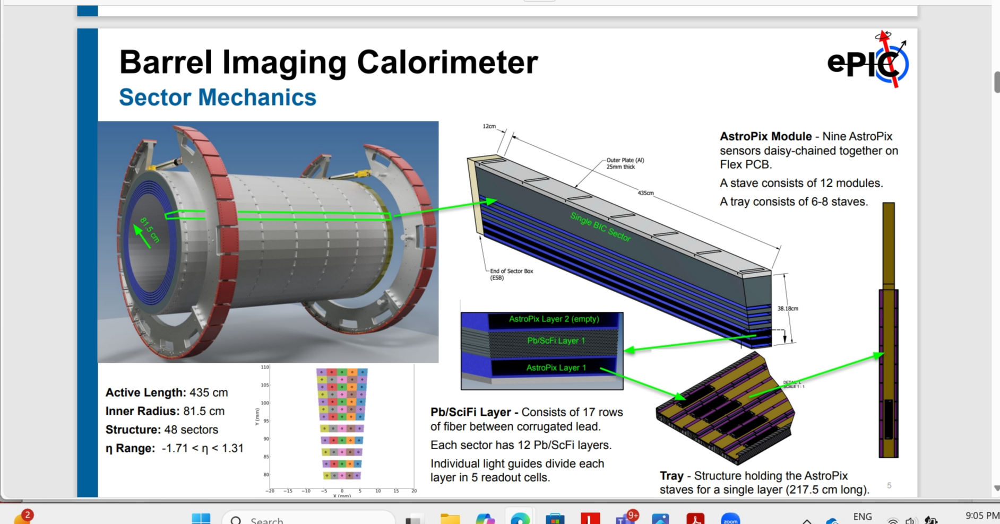 Barrel Imaging Calorimeter
Sector Mechanics
ePIC
81.5 cm
12cm
Outer Plate (Al)
25mm thick
435cm
Single BIC Sector
End of Sector Box
(ESB)
38.18cm
AstroPix Module - Nine AstroPix
sensors daisy-chained together on
Flex PCB.
A stave consists of 12 modules.
A tray consists of 6-8 staves.
AstroPix Layer 2 (empty)
Pb/ScFi Layer 1
AstroPix Layer 1
SCALE 1 : 1
Active Length: 435 cm
Inner Radius: 81.5 cm
Structure: 48 sectors
η Range: -1.71 < η < 1.31
110
105
100
95
90
85
80
Y (mm)
−20 −15 −10 −5 0 5 10 15 20
X (mm)
Pb/SciFi Layer - Consists of 17 rows
of fiber between corrugated lead.
Each sector has 12 Pb/ScFi layers.
Individual light guides divide each
layer in 5 readout cells.
Tray - Structure holding the AstroPix
staves for a single layer (217.5 cm long).
5
2
Search
9+
zoom
ENG
9:05 PM